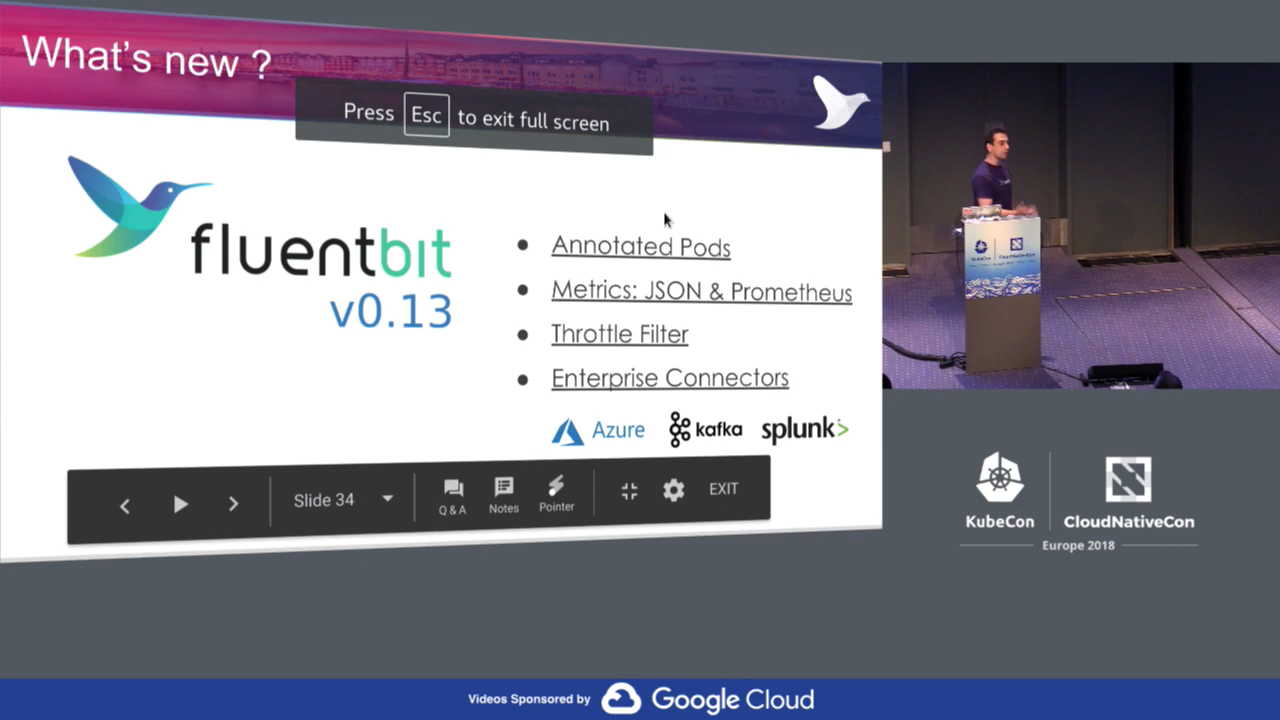 What's new ?
Press Esc to exit full screen
fluentbit
v0.13
Annotated Pods
Metrics: JSON & Prometheus
Throttle Filter
Enterprise Connectors
Azure
kafka
splunk>
Slide 34
Q & A
Notes
Pointer
EXIT
KubeCon
CloudNativeCon
Europe 2018
Videos Sponsored by
Google Cloud